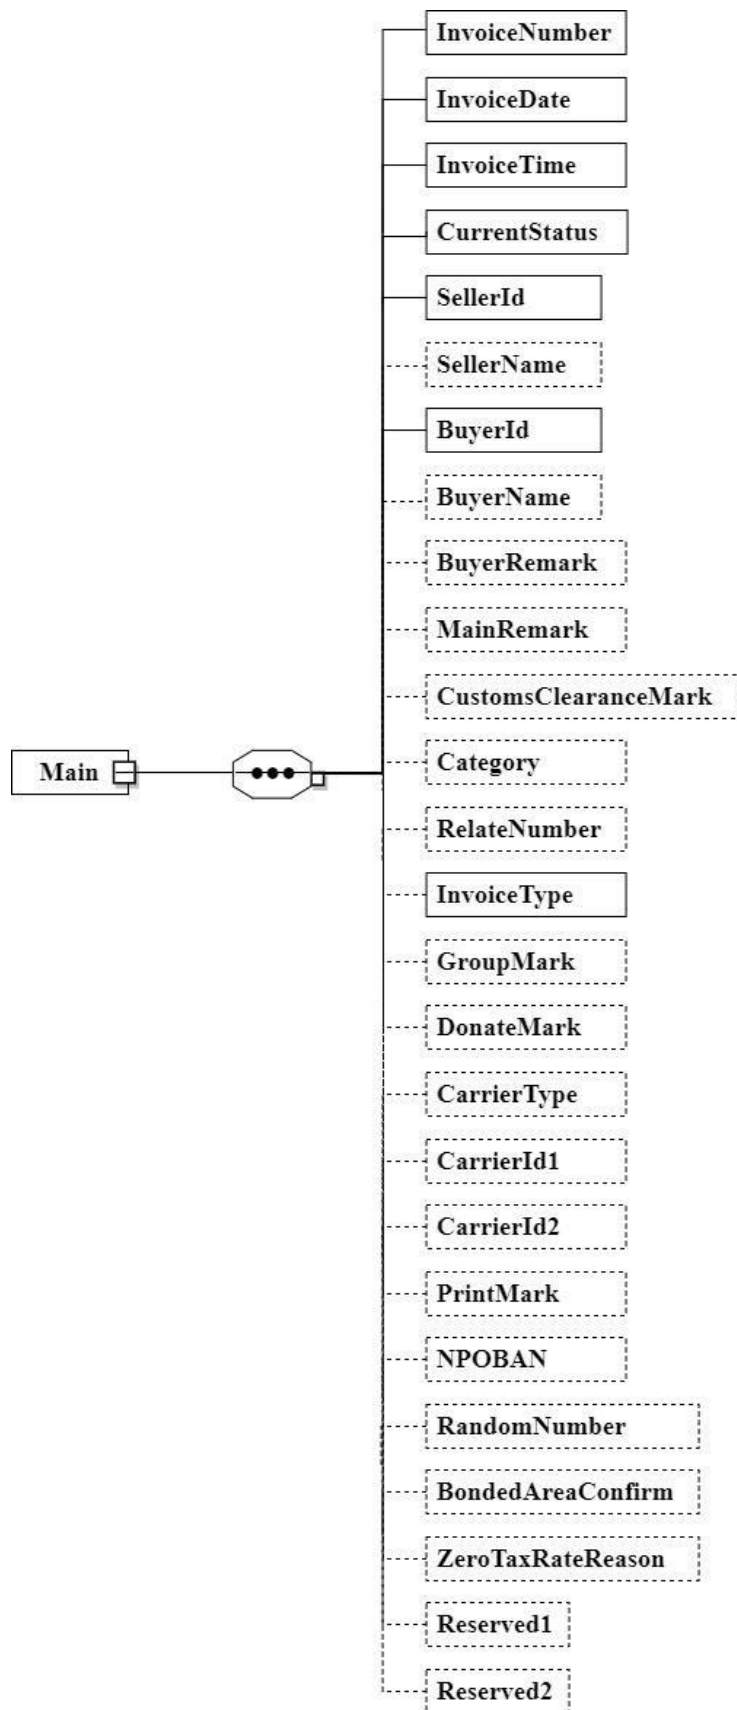 InvoiceNumber
InvoiceDate
InvoiceTime
CurrentStatus
SellerId
SellerName
BuyerId
BuyerName
BuyerRemark
MainRemark
CustomsClearanceMark
Main
Category
RelateNumber
InvoiceType
GroupMark
DonateMark
CarrierType
CarrierId1
CarrierId2
PrintMark
NPOBAN
RandomNumber
BondedAreaConfirm
ZeroTaxRateReason
Reserved1
Reserved2